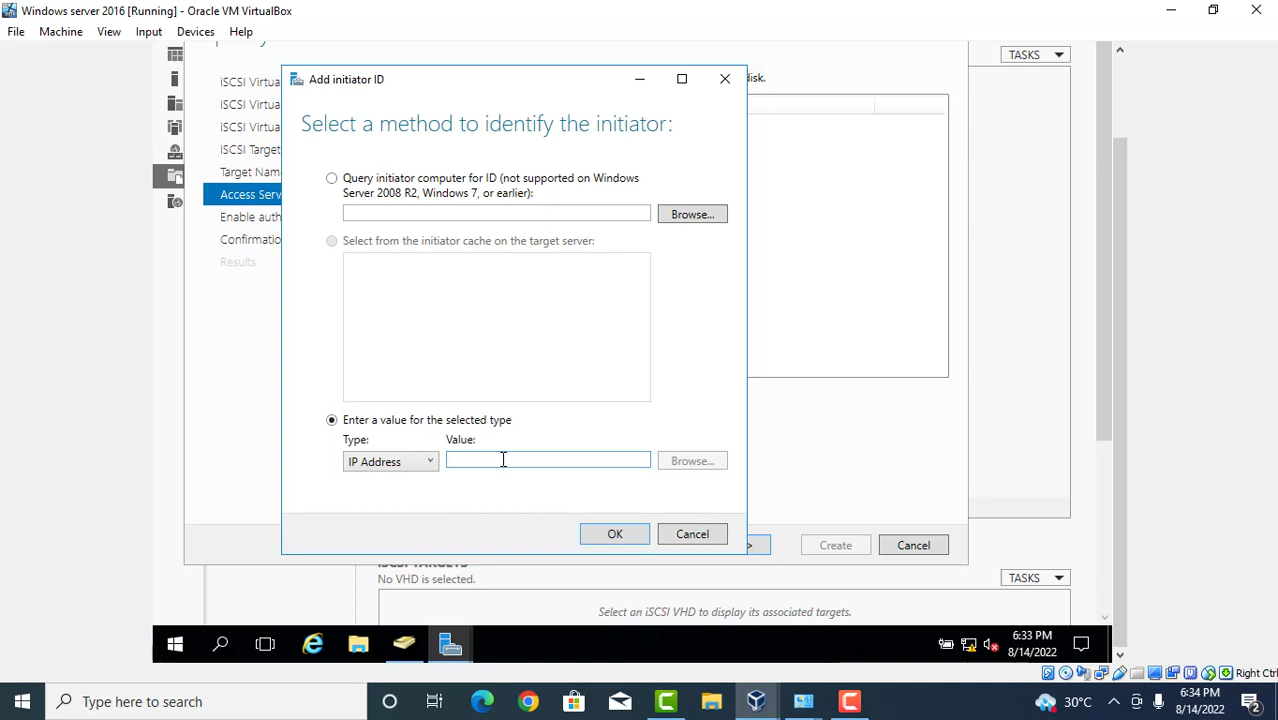 Windows server 2016 [Running] - Oracle VM VirtualBox
File Machine View Input Devices Help
TASKS
Add initiator ID
disk.
iSCSI Virtua
Select a method to identify the initiator:
iSCSI Virtua
iSCSI Virtua
iSCSI Target
Target Nam
Query initiator computer for ID (not supported on Windows
Server 2008 R2, Windows 7, or earlier):
Access Serv
Browse...
Enable auth
Confirmatio
Select from the initiator cache on the target server:
Results
Enter a value for the selected type
Type: Value:
IP Address
Browse...
OK Cancel
> Create Cancel
iSCSI TARGETS
No VHD is selected.
TASKS
Select an iSCSI VHD to display its associated targets.
6:33 PM
8/14/2022
Right Ctrl
Type here to search
30°C
6:34 PM
8/14/2022
2